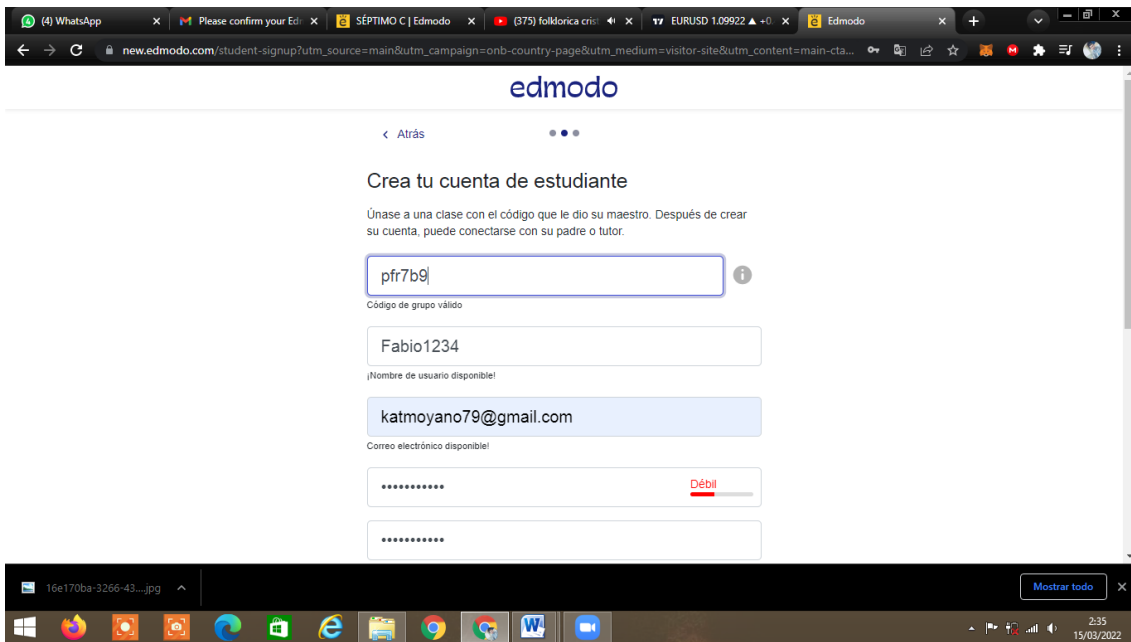 (4) WhatsApp
Please confirm your Edr
SÉPTIMO C | Edmodo
(375) folklorica crist
EURUSD 1.09922 ▲ +0.
Edmodo
new.edmodo.com/student-signup?utm_source=main&utm_campaign=onb-country-page&utm_medium=visitor-site&utm_content=main-cta...
edmodo
Atrás
Crea tu cuenta de estudiante
Únase a una clase con el código que le dio su maestro. Después de crear
su cuenta, puede conectarse con su padre o tutor.
pfr7b9
Código de grupo válido
Fabio1234
¡Nombre de usuario disponible!
katmoyano79@gmail.com
Correo electrónico disponible!
•••••••••••
Débil
•••••••••••
16e170ba-3266-43....jpg
Mostrar todo
2:35
15/03/2022